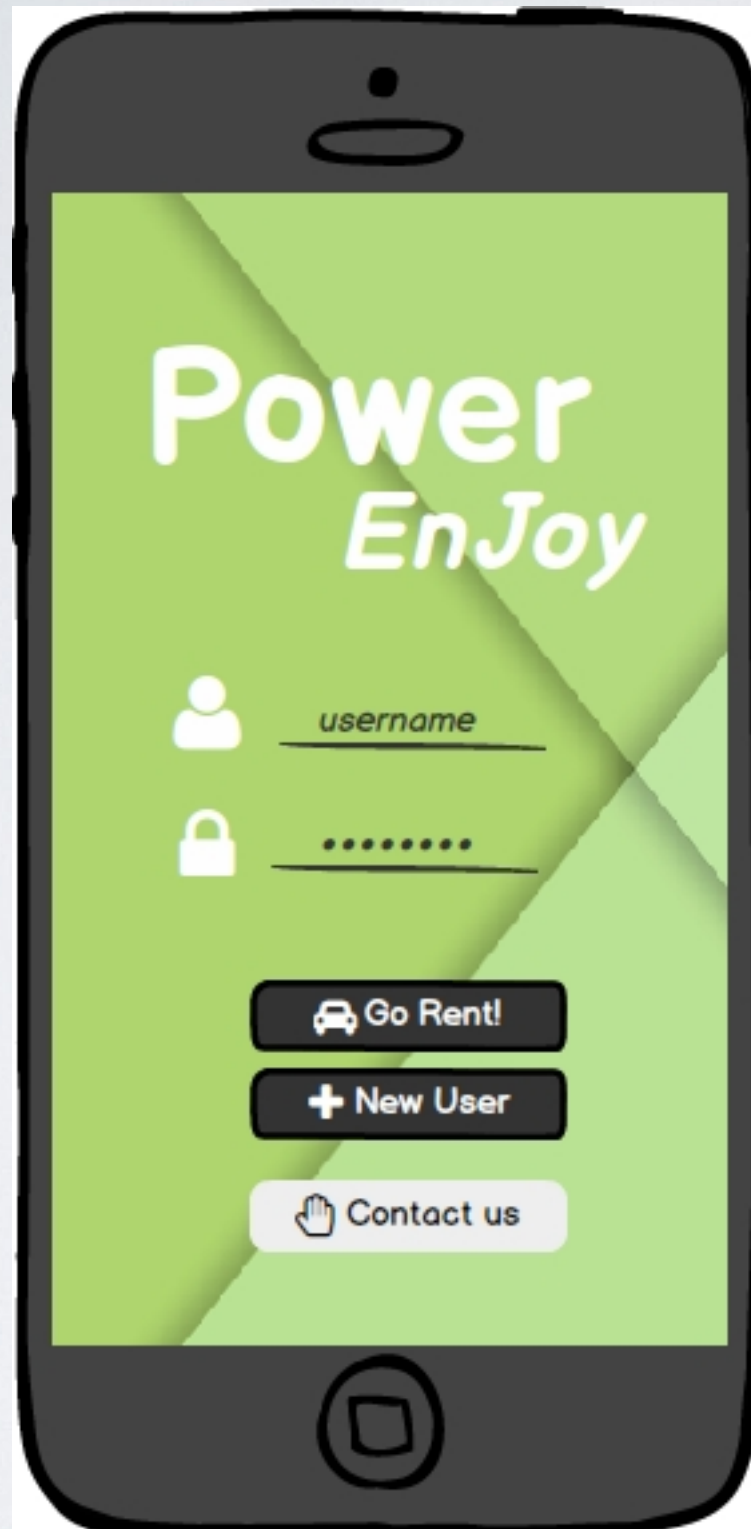 Power
EnJoy
username
••••••••
Go Rent!
New User
Contact us